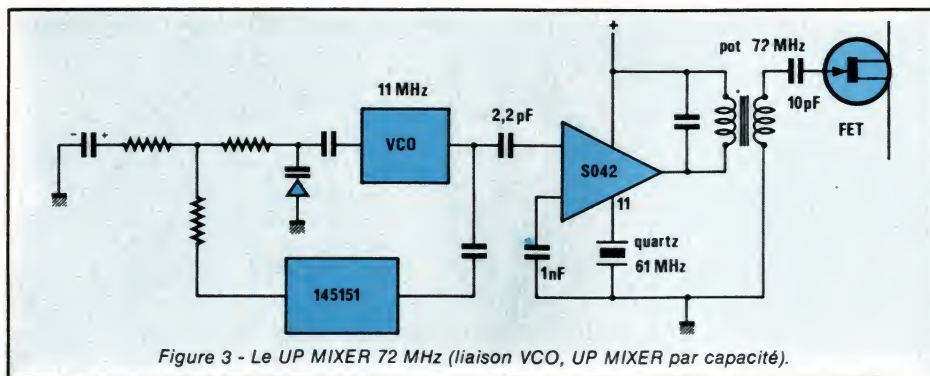 +
pot 72 MHz
11 MHz
- +
2,2 pF
10pF
VCO
S042
FET
11
quartz
61 MHz
1nF
145151
Figure 3 - Le UP MIXER 72 MHz (liaison VCO, UP MIXER par capacité).